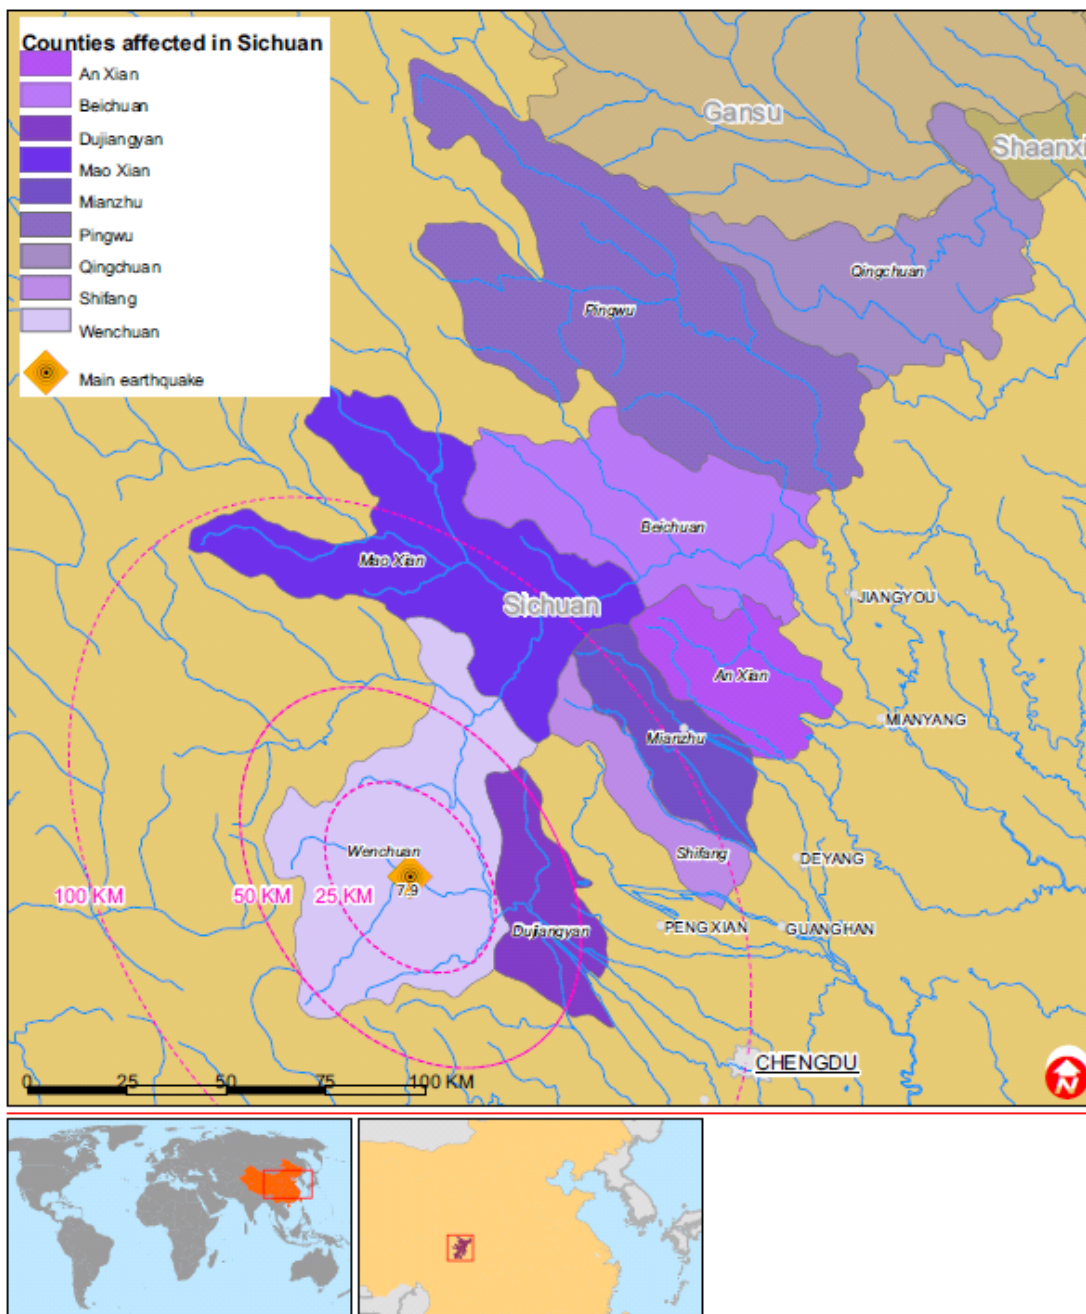 Counties affected in Sichuan
An Xian
Beichuan
Dujiangyan
Mao Xian
Mianzhu
Pingwu
Qingchuan
Shifang
Wenchuan
Main earthquake
Gansu
Shaanxi
Qingchuan
Pingwu
Beichuan
Mao Xian
Sichuan
JIANGYOU
An Xian
MIANYANG
Mianzhu
Wenchuan
Shifang
DEYANG
7.9
100 KM
50 KM
25 KM
Dujiangyan
PENG XIAN
GUANGHAN
CHENGDU
0 25 50 75 100 KM
N